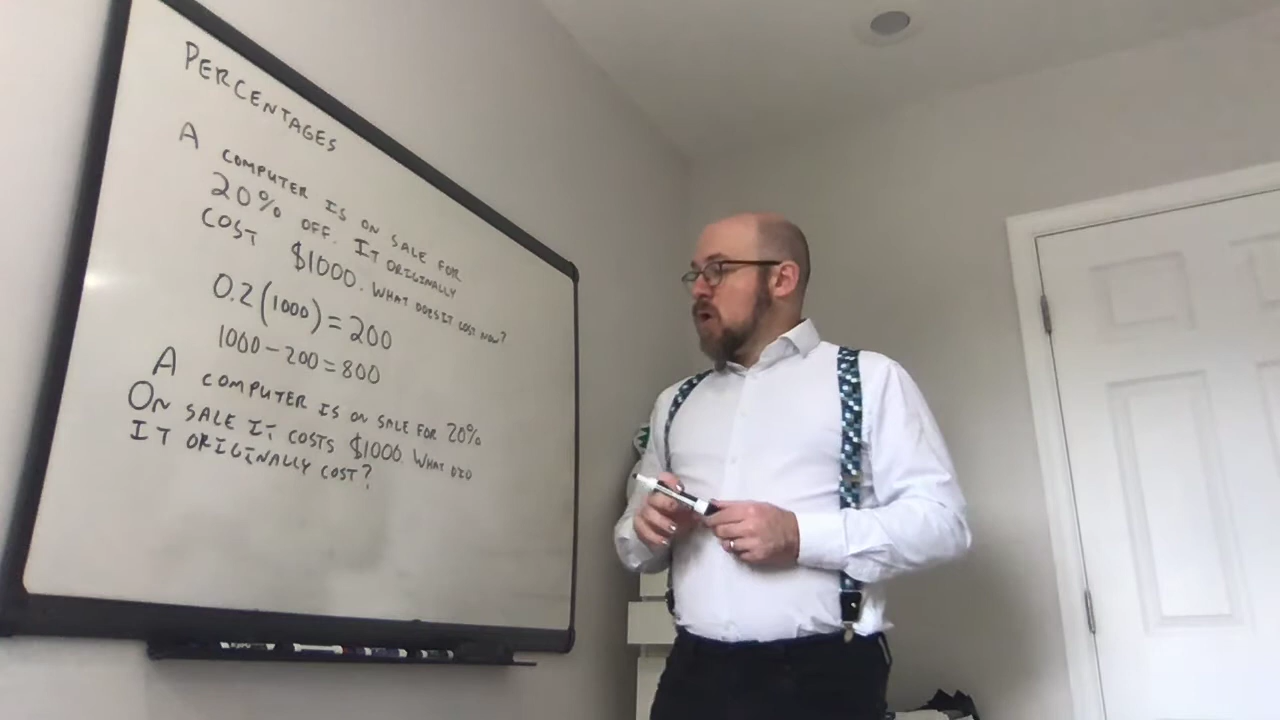 PERCENTAGES
A COMPUTER IS ON SALE FOR
20% OFF. IT ORIGINALLY
COST $1000. WHAT DOES IT COST NOW?
0.2(1000)=200
1000-200=800
A COMPUTER IS ON SALE FOR 20%
ON SALE IT COSTS $1000. WHAT DID
IT ORIGINALLY COST?